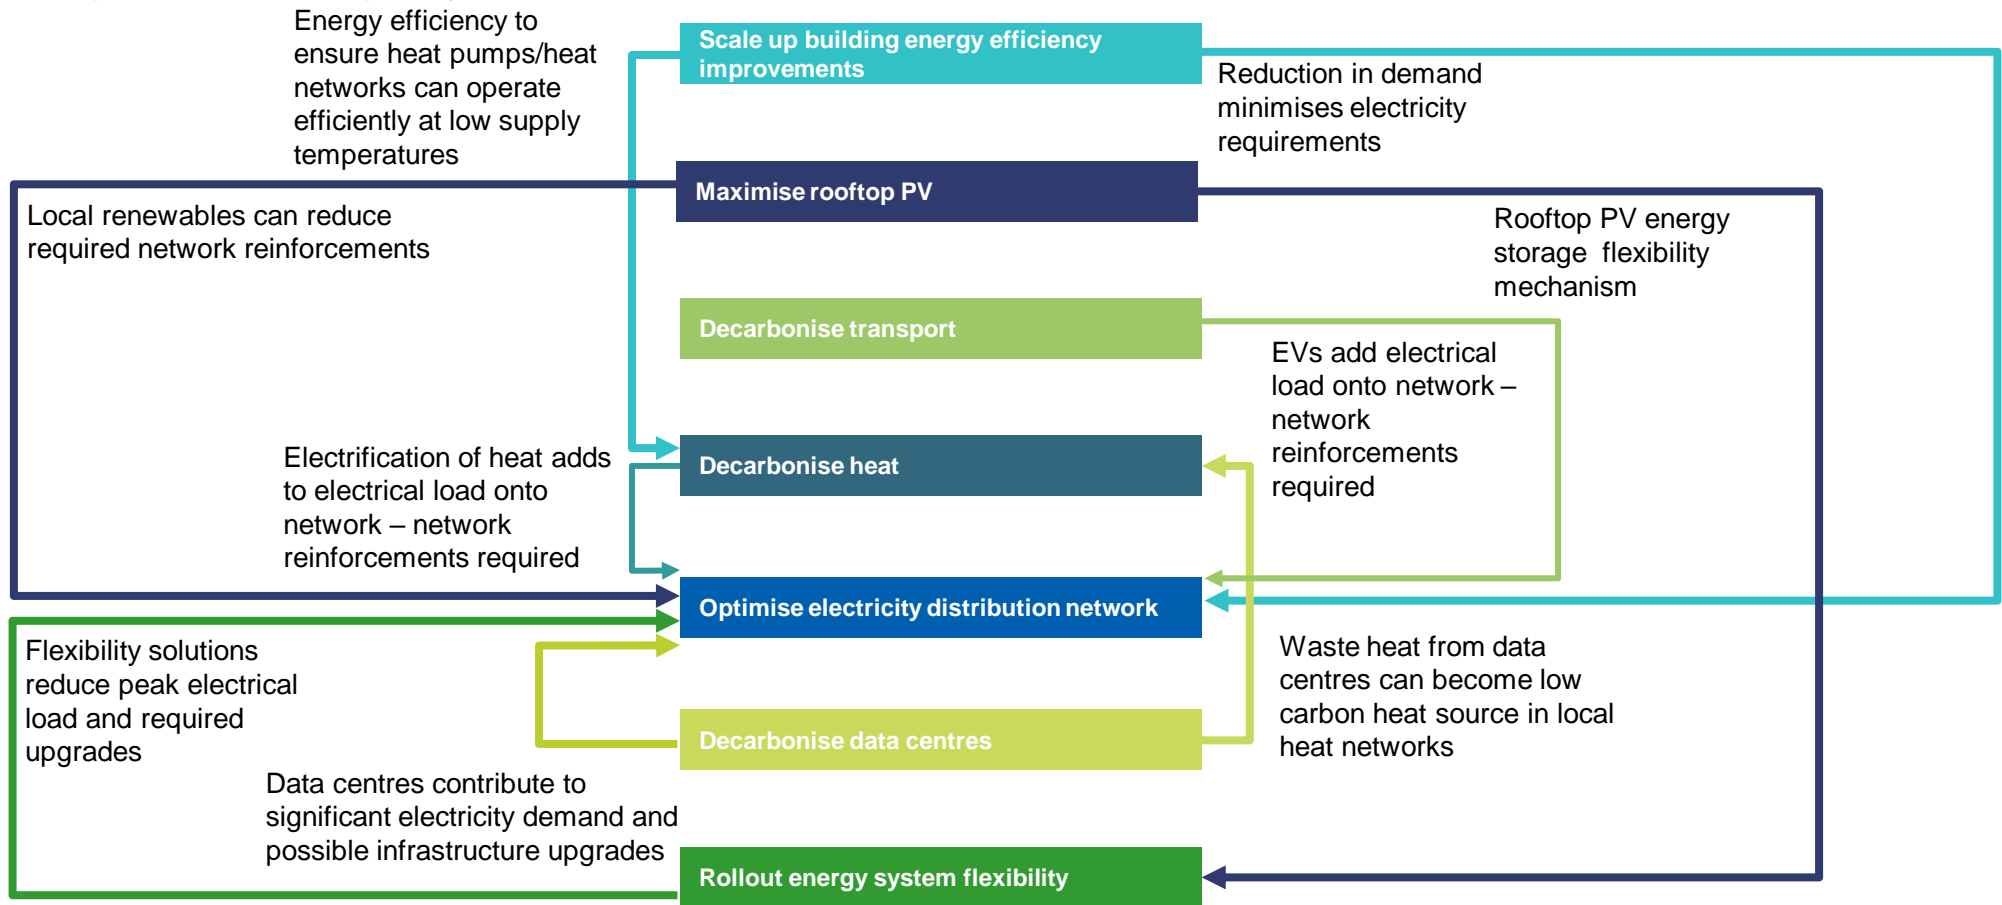 Energy efficiency to
ensure heat pumps/heat
networks can operate
efficiently at low supply
temperatures
Scale up building energy efficiency
improvements
Reduction in demand
minimises electricity
requirements
Maximise rooftop PV
Local renewables can reduce
required network reinforcements
Rooftop PV energy
storage flexibility
mechanism
Decarbonise transport
EVs add electrical
load onto network –
network
reinforcements
required
Electrification of heat adds
to electrical load onto
network – network
reinforcements required
Decarbonise heat
Optimise electricity distribution network
Flexibility solutions
reduce peak electrical
load and required
upgrades
Waste heat from data
centres can become low
carbon heat source in local
heat networks
Decarbonise data centres
Data centres contribute to
significant electricity demand and
possible infrastructure upgrades
Rollout energy system flexibility